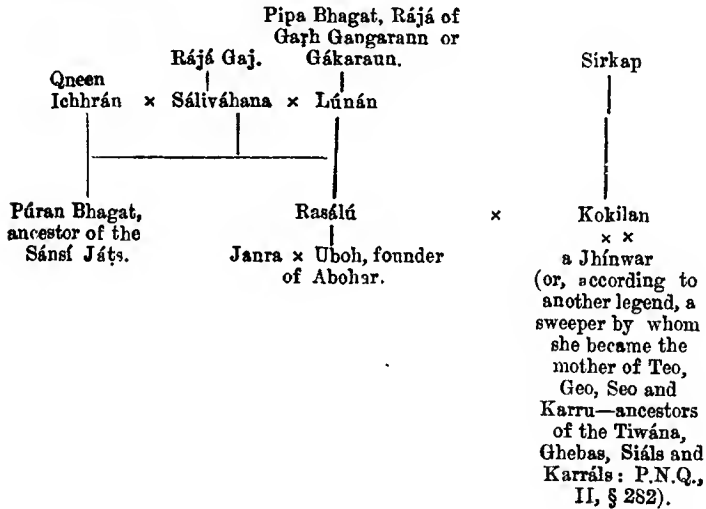 Pipa Bhagat, Rájá of
Gaṛh Gangarann or
Rájá Gaj. Gákaraun. Sirkap
Qneen
Ichhrán × Sáliváhana × Lúnán
Púran Bhagat, Rasálú × Kokilan
ancestor of the × ×
Sánsí Jáṭs. Janra × Uboh, founder a Jhínwar
of Abohar. (or, according to
another legend, a
sweeper by whom
she became the
mother of Teo,
Geo, Seo and
Karru—ancestors
of the Tiwána,
Ghebas, Siáls and
Karráls: P.N.Q.,
II, § 282).